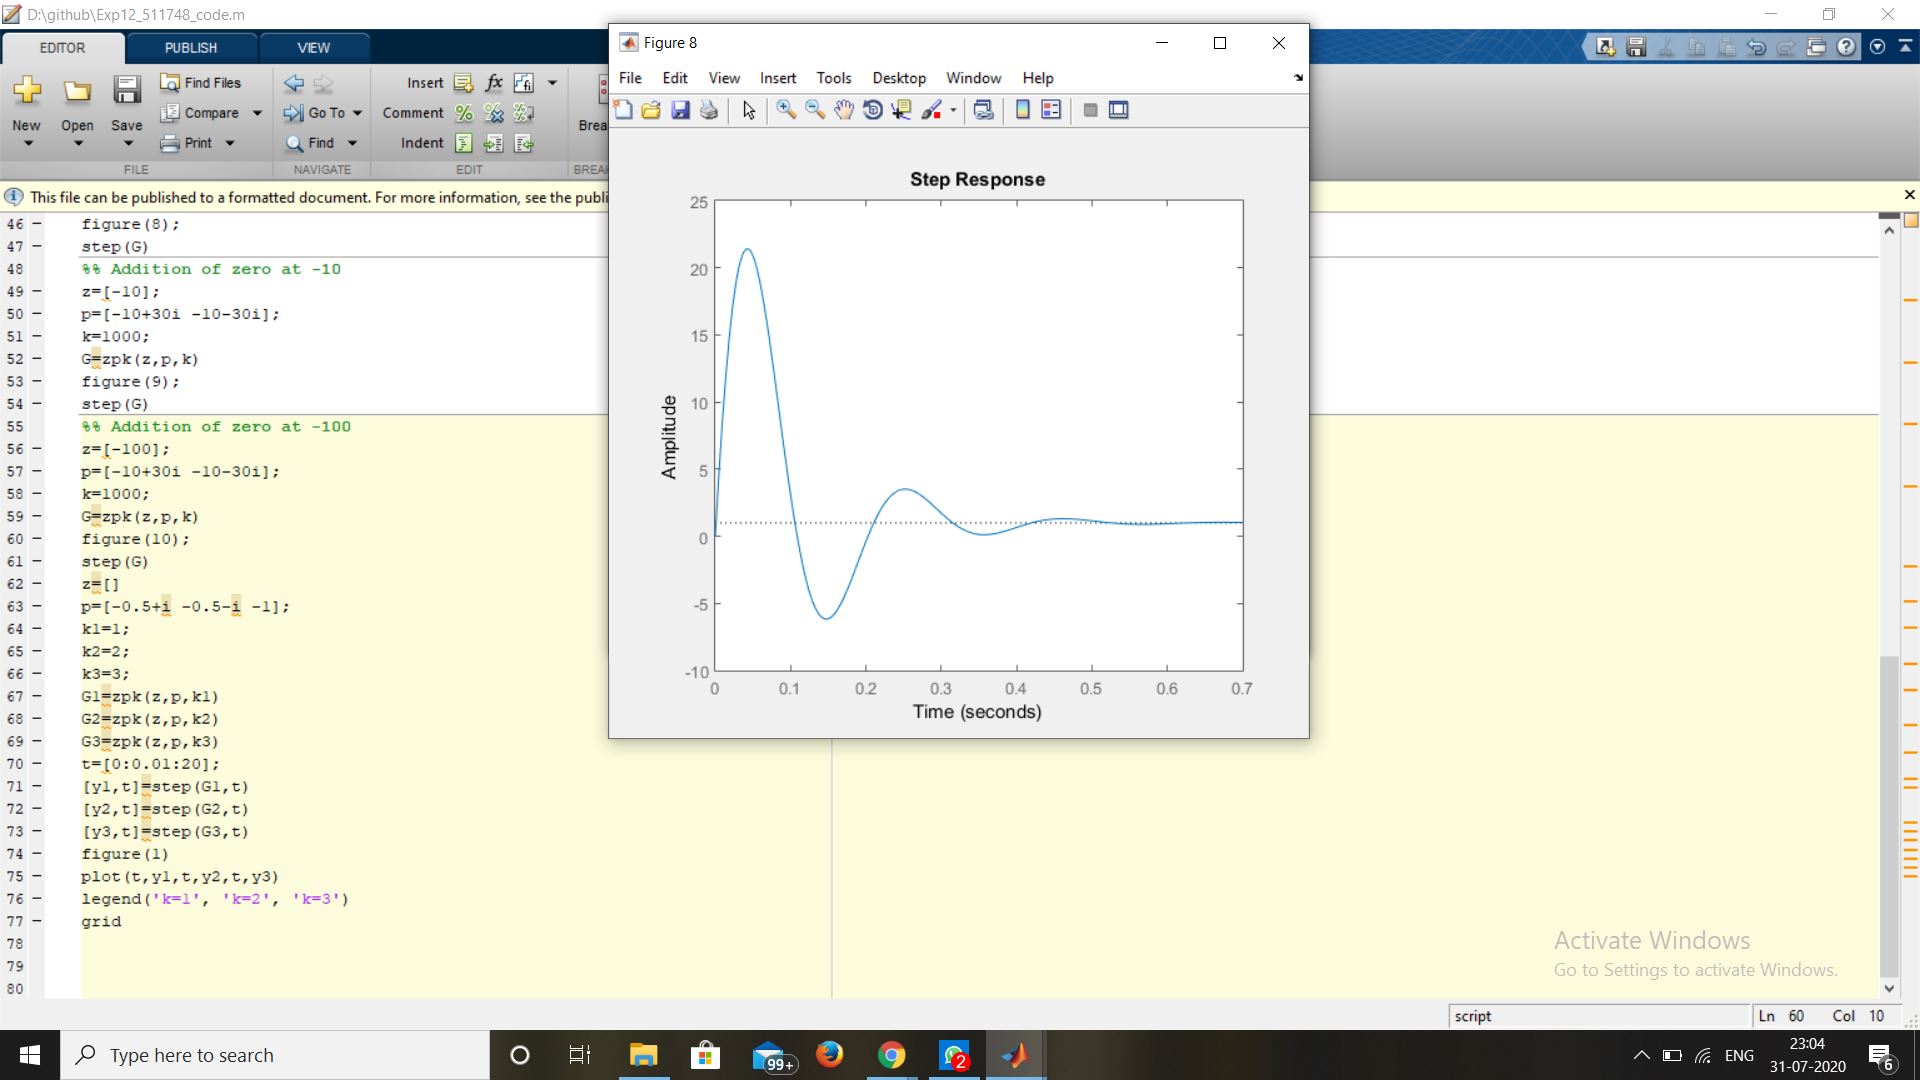 D:\github\Exp12_511748_code.m
EDITOR PUBLISH VIEW
New Open Save
Find Files
Compare
Print
FILE
Go To
Find
NAVIGATE
Insert fx
Comment
Indent
EDIT
Brea
BREA
This file can be published to a formatted document. For more information, see the publi
46 figure(8);
47 step(G)
48 %% Addition of zero at -10
49 z=[-10];
50 p=[-10+30i -10-30i];
51 k=1000;
52 G=zpk(z,p,k)
53 figure(9);
54 step(G)
55 %% Addition of zero at -100
56 z=[-100];
57 p=[-10+30i -10-30i];
58 k=1000;
59 G=zpk(z,p,k)
60 figure(10);
61 step(G)
62 z=[]
63 p=[-0.5+i -0.5-i -1];
64 k1=1;
65 k2=2;
66 k3=3;
67 G1=zpk(z,p,k1)
68 G2=zpk(z,p,k2)
69 G3=zpk(z,p,k3)
70 t=[0:0.01:20];
71 [y1,t]=step(G1,t)
72 [y2,t]=step(G2,t)
73 [y3,t]=step(G3,t)
74 figure(1)
75 plot(t,y1,t,y2,t,y3)
76 legend('k=1', 'k=2', 'k=3')
77 grid
78
79
80
Figure 8
File Edit View Insert Tools Desktop Window Help
Step Response
25
20
15
10
5
0
-5
-10
Amplitude
0 0.1 0.2 0.3 0.4 0.5 0.6 0.7
Time (seconds)
Activate Windows
Go to Settings to activate Windows.
script Ln 60 Col 10
Type here to search
99+
2
ENG
23:04
31-07-2020
6